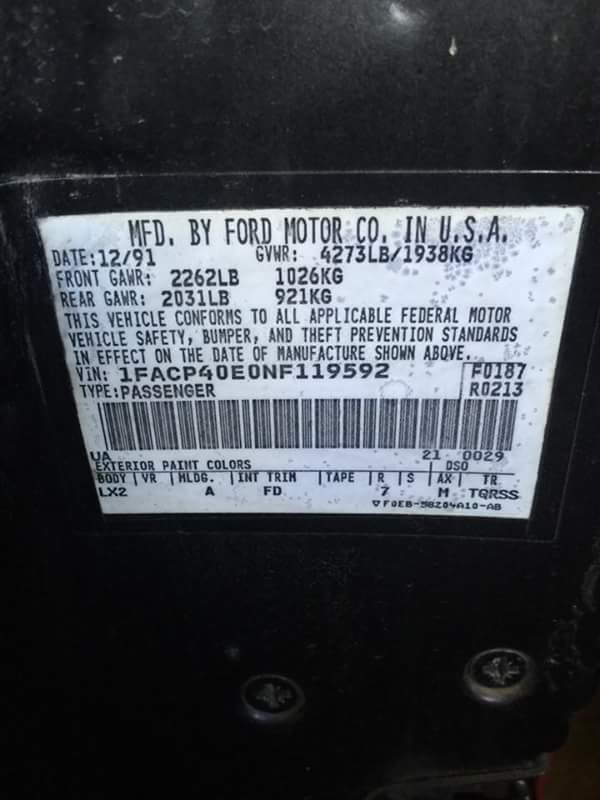 MFD. BY FORD MOTOR CO. IN U.S.A.
DATE:12/91 GVWR: 4273LB/1938KG
FRONT GAWR: 2262LB 1026KG
REAR GAWR: 2031LB 921KG
THIS VEHICLE CONFORMS TO ALL APPLICABLE FEDERAL MOTOR
VEHICLE SAFETY, BUMPER, AND THEFT PREVENTION STANDARDS
IN EFFECT ON THE DATE OF MANUFACTURE SHOWN ABOVE.
VIN: 1FACP40E0NF119592 F0187
TYPE:PASSENGER R0213
UA 21 0029
EXTERIOR PAINT COLORS DSO
BODY VR MLDG. INT TRIM TAPE R S AX TR
LX2 A FD 7 M TQRSS
F0EB-5820410-AB